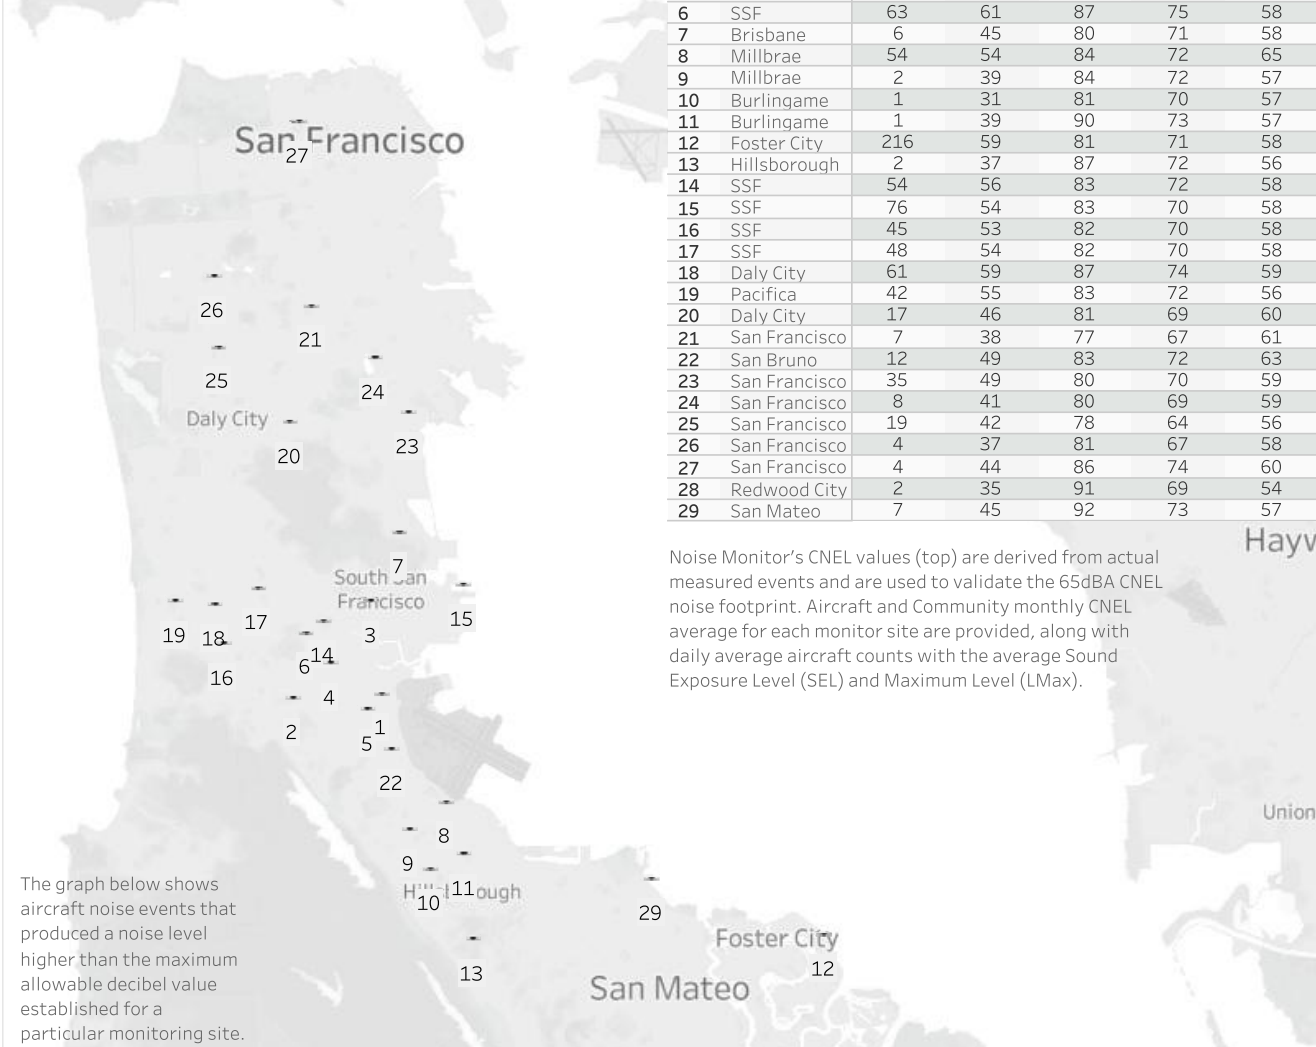 6 SSF 63 61 87 75 58
7 Brisbane 6 45 80 71 58
8 Millbrae 54 54 84 72 65
9 Millbrae 2 39 84 72 57
10 Burlingame 1 31 81 70 57
11 Burlingame 1 39 90 73 57
12 Foster City 216 59 81 71 58
13 Hillsborough 2 37 87 72 56
14 SSF 54 56 83 72 58
15 SSF 76 54 83 70 58
16 SSF 45 53 82 70 58
17 SSF 48 54 82 70 58
18 Daly City 61 59 87 74 59
19 Pacifica 42 55 83 72 56
20 Daly City 17 46 81 69 60
21 San Francisco 7 38 77 67 61
22 San Bruno 12 49 83 72 63
23 San Francisco 35 49 80 70 59
24 San Francisco 8 41 80 69 59
25 San Francisco 19 42 78 64 56
26 San Francisco 4 37 81 67 58
27 San Francisco 4 44 86 74 60
28 Redwood City 2 35 91 69 54
29 San Mateo 7 45 92 73 57
Noise Monitor's CNEL values (top) are derived from actual
measured events and are used to validate the 65dBA CNEL
noise footprint. Aircraft and Community monthly CNEL
average for each monitor site are provided, along with
daily average aircraft counts with the average Sound
Exposure Level (SEL) and Maximum Level (LMax).
San Francisco
27
26
21
25
24
Daly City
23
20
7
South San
Francisco
15
17
19
18
3
14
6
16
4
1
2
5
22
8
9
11
Hillsborough
10
29
Foster City
12
13
San Mateo
Hayw
Union
The graph below shows
aircraft noise events that
produced a noise level
higher than the maximum
allowable decibel value
established for a
particular monitoring site.